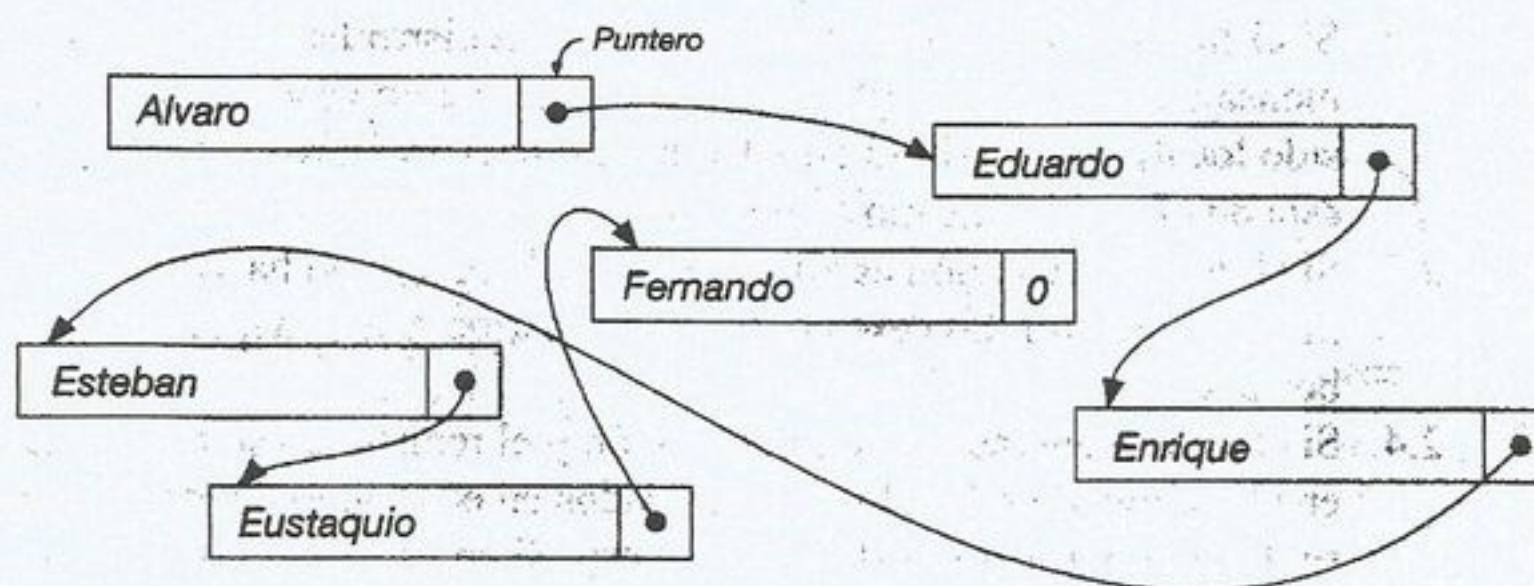 Puntero
Alvaro
Eduardo
Fernando 0
Esteban
Enrique
Eustaquio